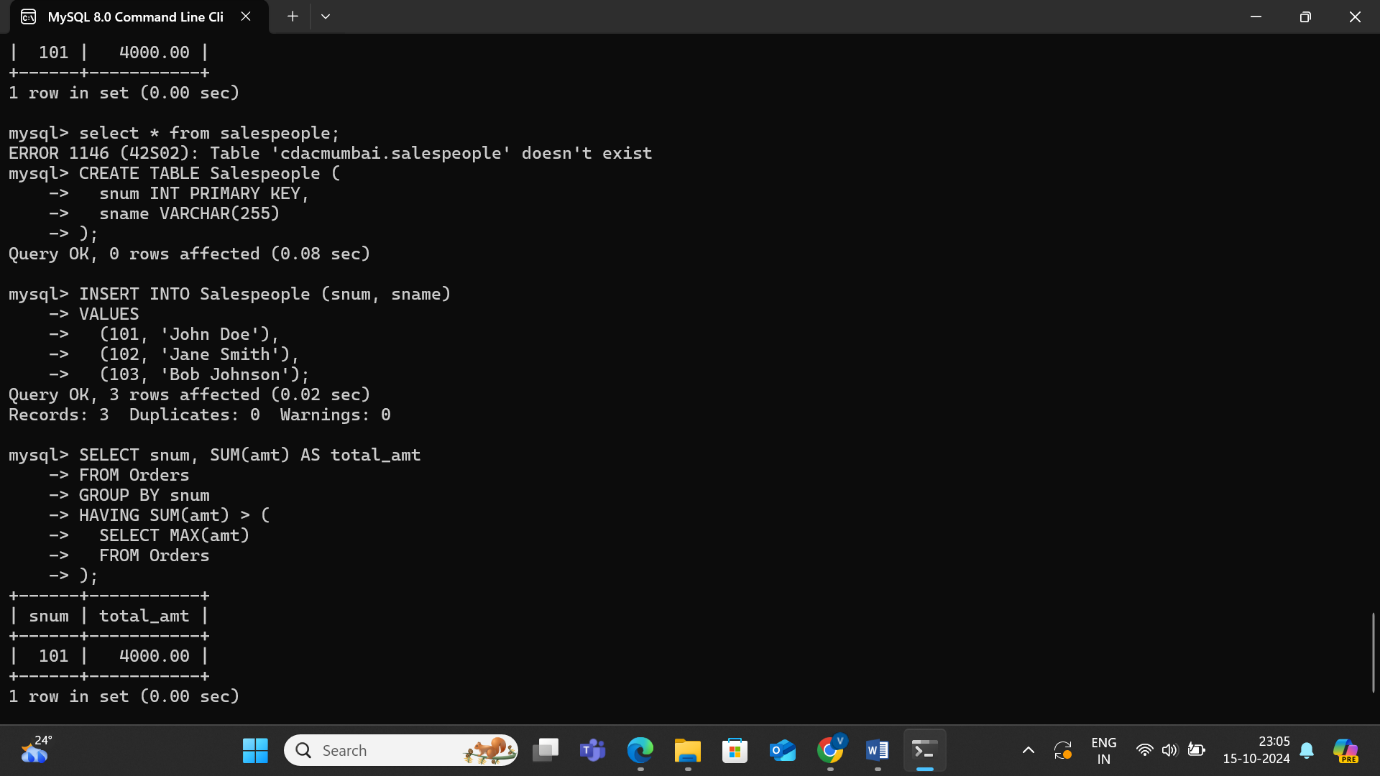 MySQL 8.0 Command Line Cli
|  101 |   4000.00 |
+------+-----------+
1 row in set (0.00 sec)
mysql> select * from salespeople;
ERROR 1146 (42S02): Table 'cdacmumbai.salespeople' doesn't exist
mysql> CREATE TABLE Salespeople (
    ->   snum INT PRIMARY KEY,
    ->   sname VARCHAR(255)
    -> );
Query OK, 0 rows affected (0.08 sec)
mysql> INSERT INTO Salespeople (snum, sname)
    -> VALUES
    ->   (101, 'John Doe'),
    ->   (102, 'Jane Smith'),
    ->   (103, 'Bob Johnson');
Query OK, 3 rows affected (0.02 sec)
Records: 3  Duplicates: 0  Warnings: 0
mysql> SELECT snum, SUM(amt) AS total_amt
    -> FROM Orders
    -> GROUP BY snum
    -> HAVING SUM(amt) > (
    ->   SELECT MAX(amt)
    ->   FROM Orders
    -> );
+------+-----------+
| snum | total_amt |
+------+-----------+
|  101 |   4000.00 |
+------+-----------+
1 row in set (0.00 sec)
24°
Search
V
ENG
IN
23:05
15-10-2024
PRE